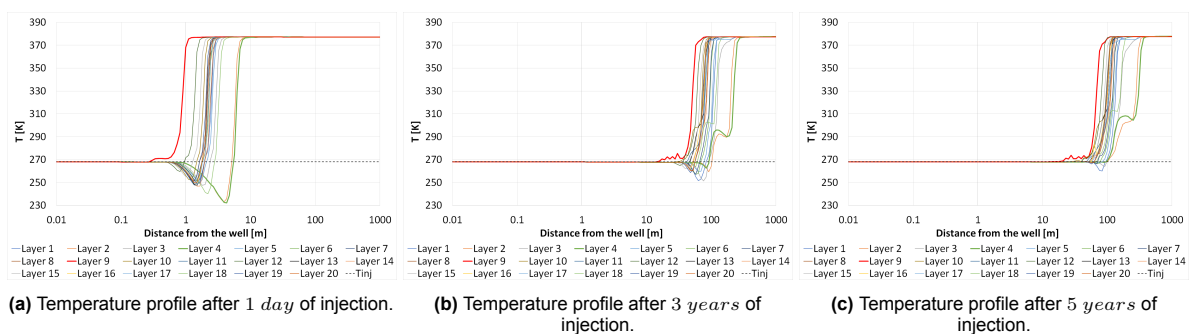 390
370
350
330
310
290
270
250
230
T [K]
0.01 0.1 1 10 100 1000
Distance from the well [m]
Layer 1 Layer 2 Layer 3 Layer 4 Layer 5 Layer 6 Layer 7
Layer 8 Layer 9 Layer 10 Layer 11 Layer 12 Layer 13 Layer 14
Layer 15 Layer 16 Layer 17 Layer 18 Layer 19 Layer 20 Tinj
(a) Temperature profile after 1 day of injection.
390
370
350
330
310
290
270
250
230
T [K]
0.01 0.1 1 10 100 1000
Distance from the well [m]
Layer 1 Layer 2 Layer 3 Layer 4 Layer 5 Layer 6 Layer 7
Layer 8 Layer 9 Layer 10 Layer 11 Layer 12 Layer 13 Layer 14
Layer 15 Layer 16 Layer 17 Layer 18 Layer 19 Layer 20 Tinj
(b) Temperature profile after 3 years of
injection.
390
370
350
330
310
290
270
250
230
T [K]
0.01 0.1 1 10 100 1000
Distance from the well [m]
Layer 1 Layer 2 Layer 3 Layer 4 Layer 5 Layer 6 Layer 7
Layer 8 Layer 9 Layer 10 Layer 11 Layer 12 Layer 13 Layer 14
Layer 15 Layer 16 Layer 17 Layer 18 Layer 19 Layer 20 Tinj
(c) Temperature profile after 5 years of
injection.